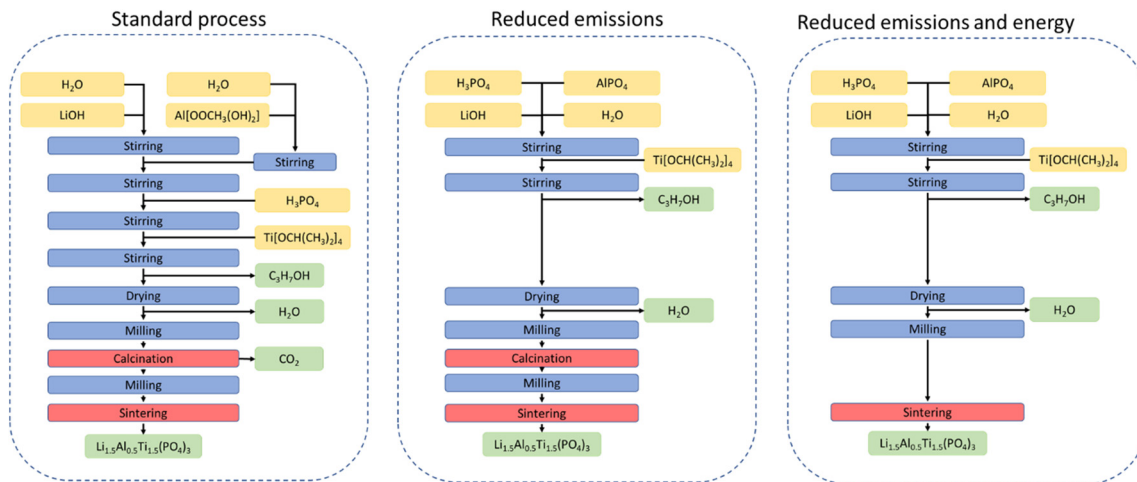 Standard process
H₂O
H₂O
LiOH
Al[OOCH₃(OH)₂]
Stirring
Stirring
Stirring
H₃PO₄
Stirring
Ti[OCH(CH₃)₂]₄
Stirring
C₃H₇OH
Drying
H₂O
Milling
Calcination
CO₂
Milling
Sintering
Li₁.₅Al₀.₅Ti₁.₅(PO₄)₃
Reduced emissions
H₃PO₄
AlPO₄
LiOH
H₂O
Stirring
Ti[OCH(CH₃)₂]₄
Stirring
C₃H₇OH
Drying
H₂O
Milling
Calcination
Milling
Sintering
Li₁.₅Al₀.₅Ti₁.₅(PO₄)₃
Reduced emissions and energy
H₃PO₄
AlPO₄
LiOH
H₂O
Stirring
Ti[OCH(CH₃)₂]₄
Stirring
C₃H₇OH
Drying
H₂O
Milling
Sintering
Li₁.₅Al₀.₅Ti₁.₅(PO₄)₃